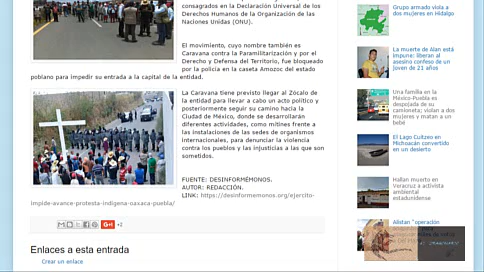 consagrados en la Declaración Universal de los
Derechos Humanos de la Organización de las
Naciones Unidas (ONU).
El movimiento, cuyo nombre también es
Caravana contra la Paramilitarización y por el
Derecho y Defensa del Territorio, fue bloqueado
por la policía en la caseta Amozoc del estado
poblano para impedir su entrada a la capital de la entidad.
La Caravana tiene previsto llegar al Zócalo de
la entidad para llevar a cabo un acto político y
posteriormente seguir su camino hacia la
Ciudad de México, donde se desarrollarán
diferentes actividades, como mítines frente a
las instalaciones de las sedes de organismos
internacionales, para denunciar la violencia
contra los pueblos y las injusticias a las que son
sometidos.
FUENTE: DESINFORMÉMONOS.
AUTOR: REDACCIÓN.
LINK: https://desinformemonos.org/ejercito-
impide-avance-protesta-indigena-oaxaca-puebla/
+2
Enlaces a esta entrada
Crear un enlace
Grupo armado viola a
dos mujeres en Hidalgo
La muerte de Alan está
impune: liberan al
asesino confeso de un
joven de 21 años
Una familia en la
México-Puebla es
despojada de su
camioneta; violan a dos
mujeres y matan a un
bebé
El Lago Cuitzeo en
Michoacán convertido
en un desierto
Hallan muerto en
Veracruz a activista
ambiental
estadunidense
Alistan "operación